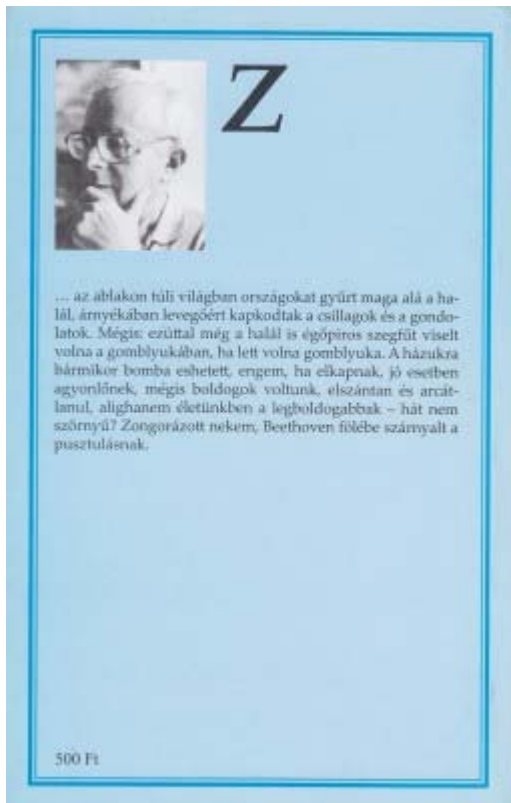 Z
... az ablakon túli világban országokat gyűrt maga alá a ha-
lál, árnyékában levegőért kapkodtak a csillagok és a gondo-
latok. Mégis: ezúttal még a halál is égőpiros szegfűt viselt
volna a gomblyukában, ha lett volna gomblyuka. A házukra
bármikor bomba eshetett, engem, ha elkapnak, jó esetben
agyonlőnek, mégis boldogok voltunk, elszántan és arcát-
lanul, alighanem életünkben a legboldogabbak – hát nem
szörnyű? Zongorázott nekem, Beethoven fölébe szárnyalt a
pusztulásnak.
500 Ft